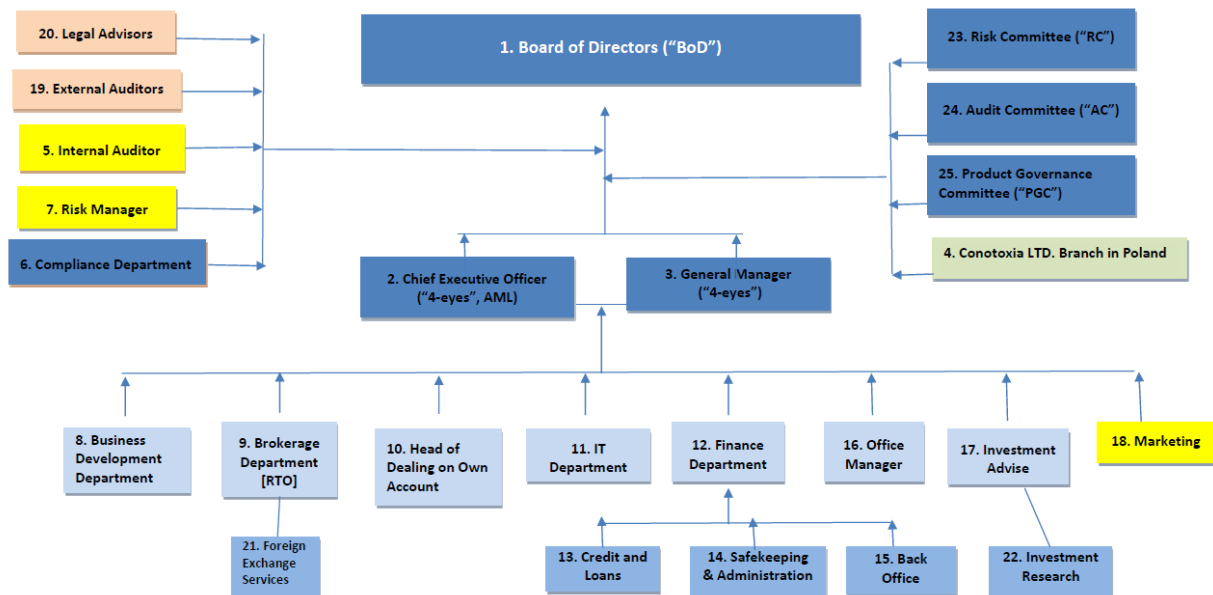 20. Legal Advisors
19. External Auditors
5. Internal Auditor
7. Risk Manager
6. Compliance Department
1. Board of Directors (“BoD”)
23. Risk Committee (“RC”)
24. Audit Committee (“AC”)
25. Product Governance
Committee (“PGC”)
4. Conotoxia LTD. Branch in Poland
2. Chief Executive Officer
(“4-eyes”, AML)
3. General Manager
(“4-eyes”)
8. Business
Development
Department
9. Brokerage
Department
[RTO]
10. Head of
Dealing on Own
Account
11. IT
Department
12. Finance
Department
16. Office
Manager
17. Investment
Advise
18. Marketing
21. Foreign
Exchange
Services
13. Credit and
Loans
14. Safekeeping
& Administration
15. Back
Office
22. Investment
Research